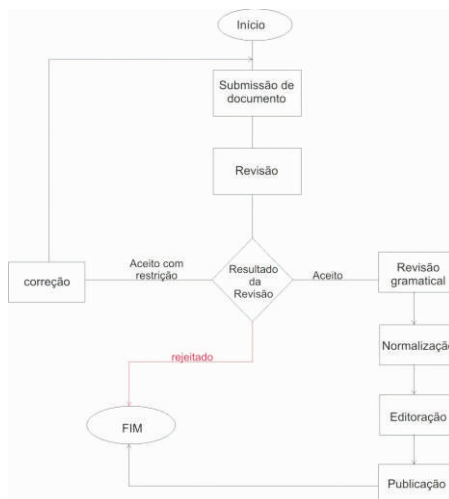 Início
Submissão de
documento
Revisão
Aceito com
restrição
correção
Resultado
da
Revisão
Aceito
Revisão
gramatical
Normalização
rejeitado
Editoração
FIM
Publicação